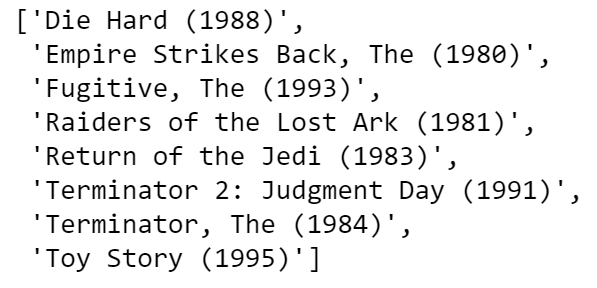 ['Die Hard (1988)',
'Empire Strikes Back, The (1980)',
'Fugitive, The (1993)',
'Raiders of the Lost Ark (1981)',
'Return of the Jedi (1983)',
'Terminator 2: Judgment Day (1991)',
'Terminator, The (1984)',
'Toy Story (1995)']